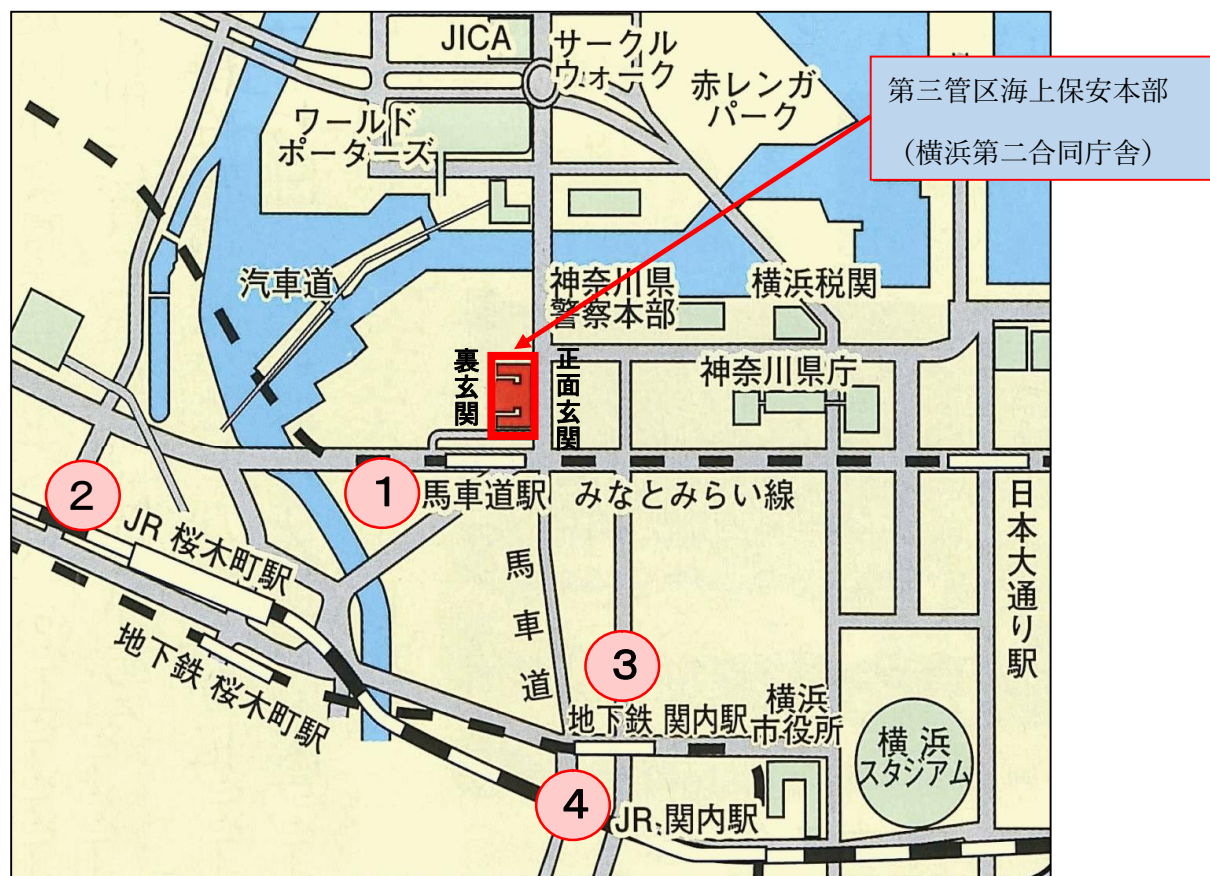 JICA
サークル
ウォーク
赤レンガ
パーク
第三管区海上保安本部
（横浜第二合同庁舎）
ワールド
ポーターズ
汽車道
神奈川県
警察本部
横浜税関
裏玄関
正面玄関
神奈川県庁
2
1
馬車道駅 みなとみらい線
日本大通り駅
JR 桜木町駅
馬車道
地下鉄 桜木町駅
3
地下鉄 関内駅
横浜
市役所
横浜
スタジアム
4
JR 関内駅